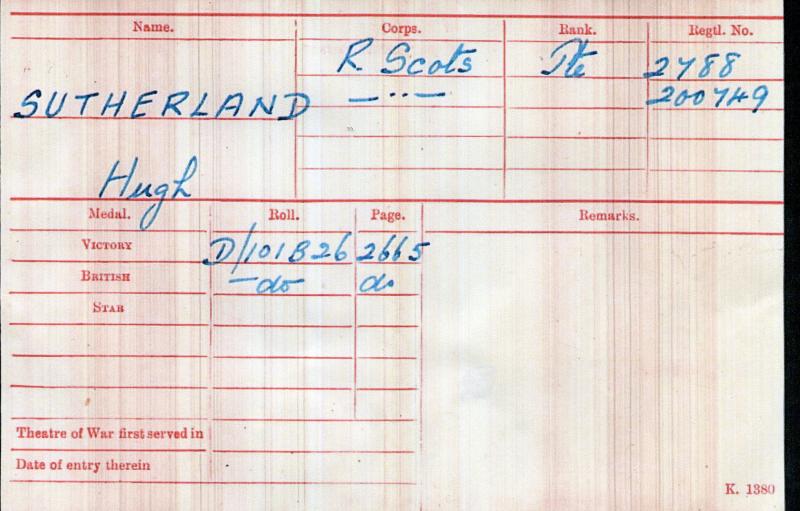 Name. Corps. Rank. Regtl. No.
R. Scots Pte 2788
SUTHERLAND — " — 200749
Hugh
Medal. Roll. Page. Remarks.
VICTORY D/101B26 2665
BRITISH —do do
STAR
Theatre of War first served in
Date of entry therein
K. 1380